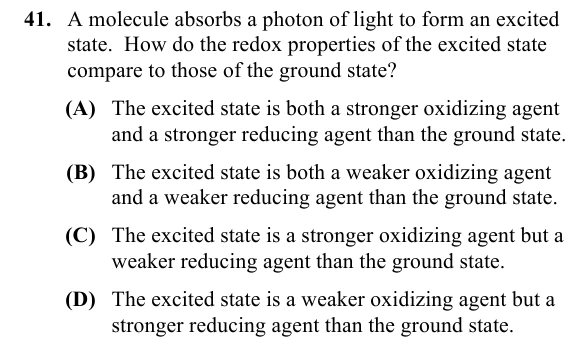 41. A molecule absorbs a photon of light to form an excited
state. How do the redox properties of the excited state
compare to those of the ground state?
(A) The excited state is both a stronger oxidizing agent
and a stronger reducing agent than the ground state.
(B) The excited state is both a weaker oxidizing agent
and a weaker reducing agent than the ground state.
(C) The excited state is a stronger oxidizing agent but a
weaker reducing agent than the ground state.
(D) The excited state is a weaker oxidizing agent but a
stronger reducing agent than the ground state.